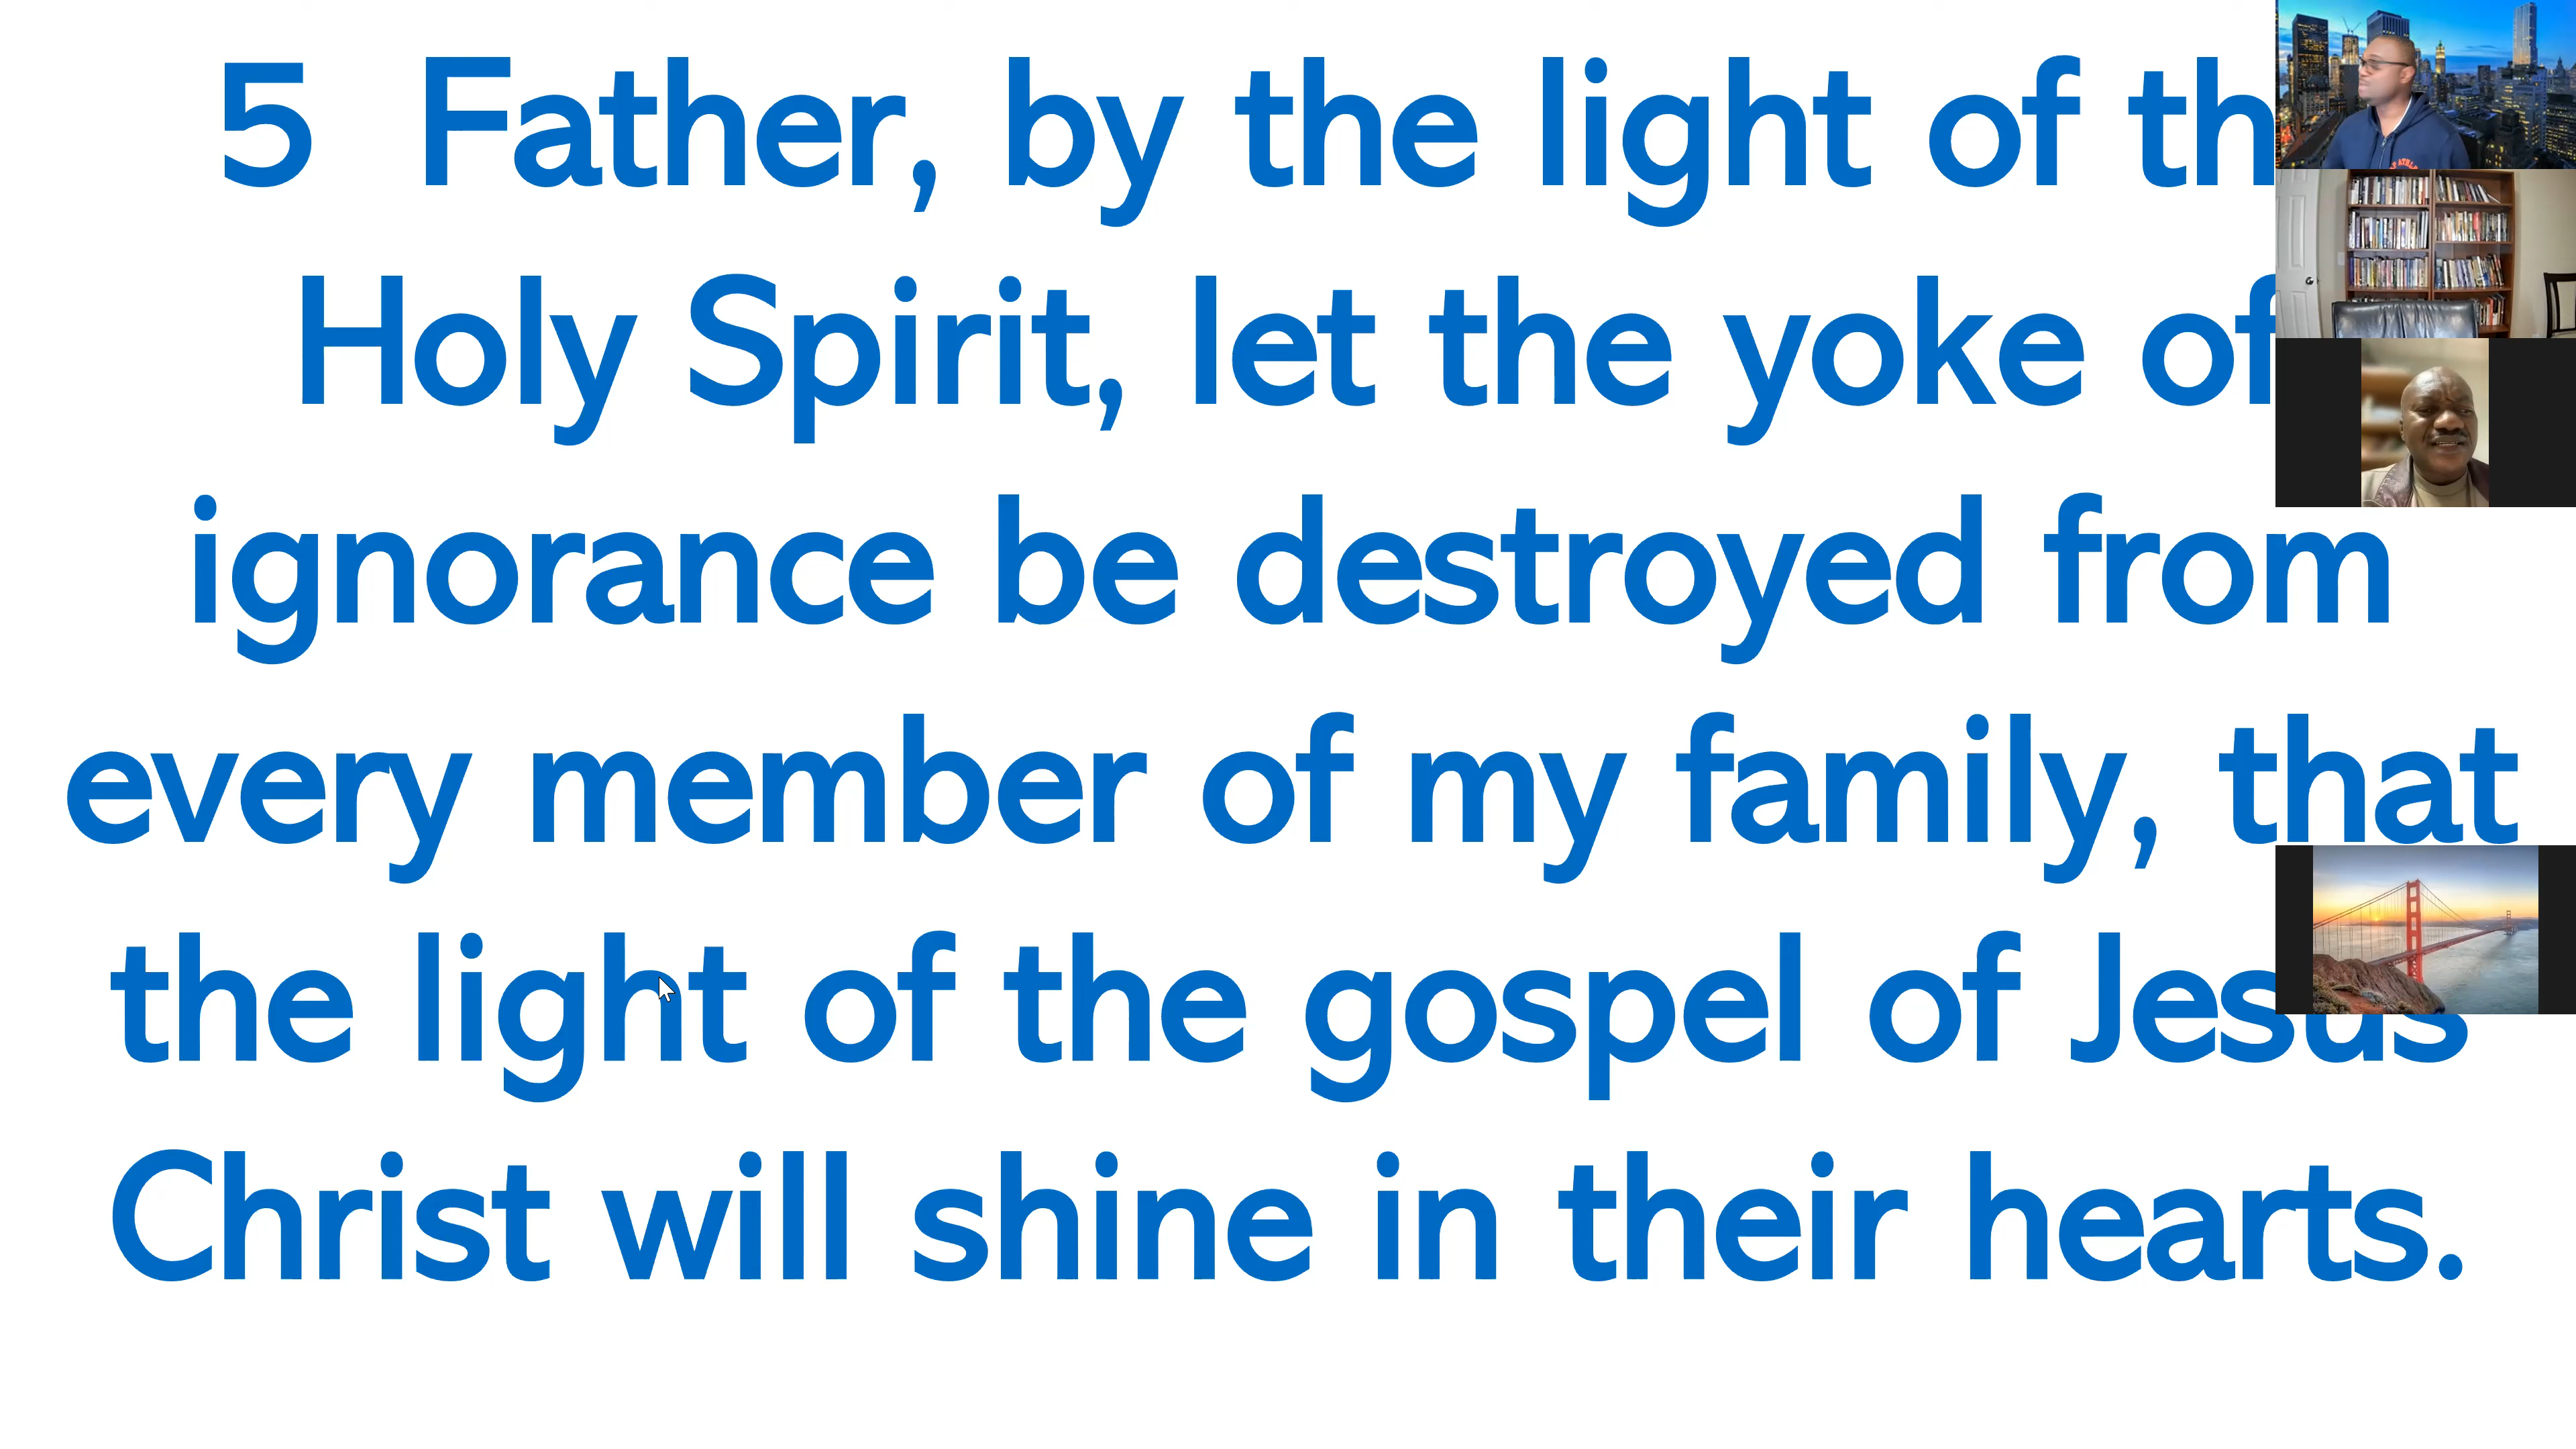 5 Father, by the light of th
Holy Spirit, let the yoke of
ignorance be destroyed from
every member of my family, that
the light of the gospel of Jesus
Christ will shine in their hearts.